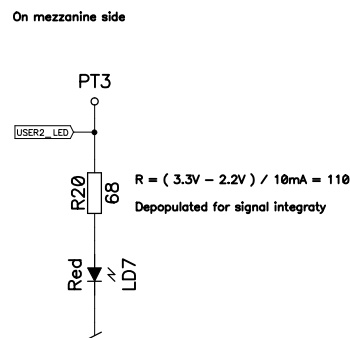 On mezzanine side
PT3
USER2_LED
R20
68
R = ( 3.3V - 2.2V ) / 10mA = 110
Depopulated for signal integraty
Red
LD7